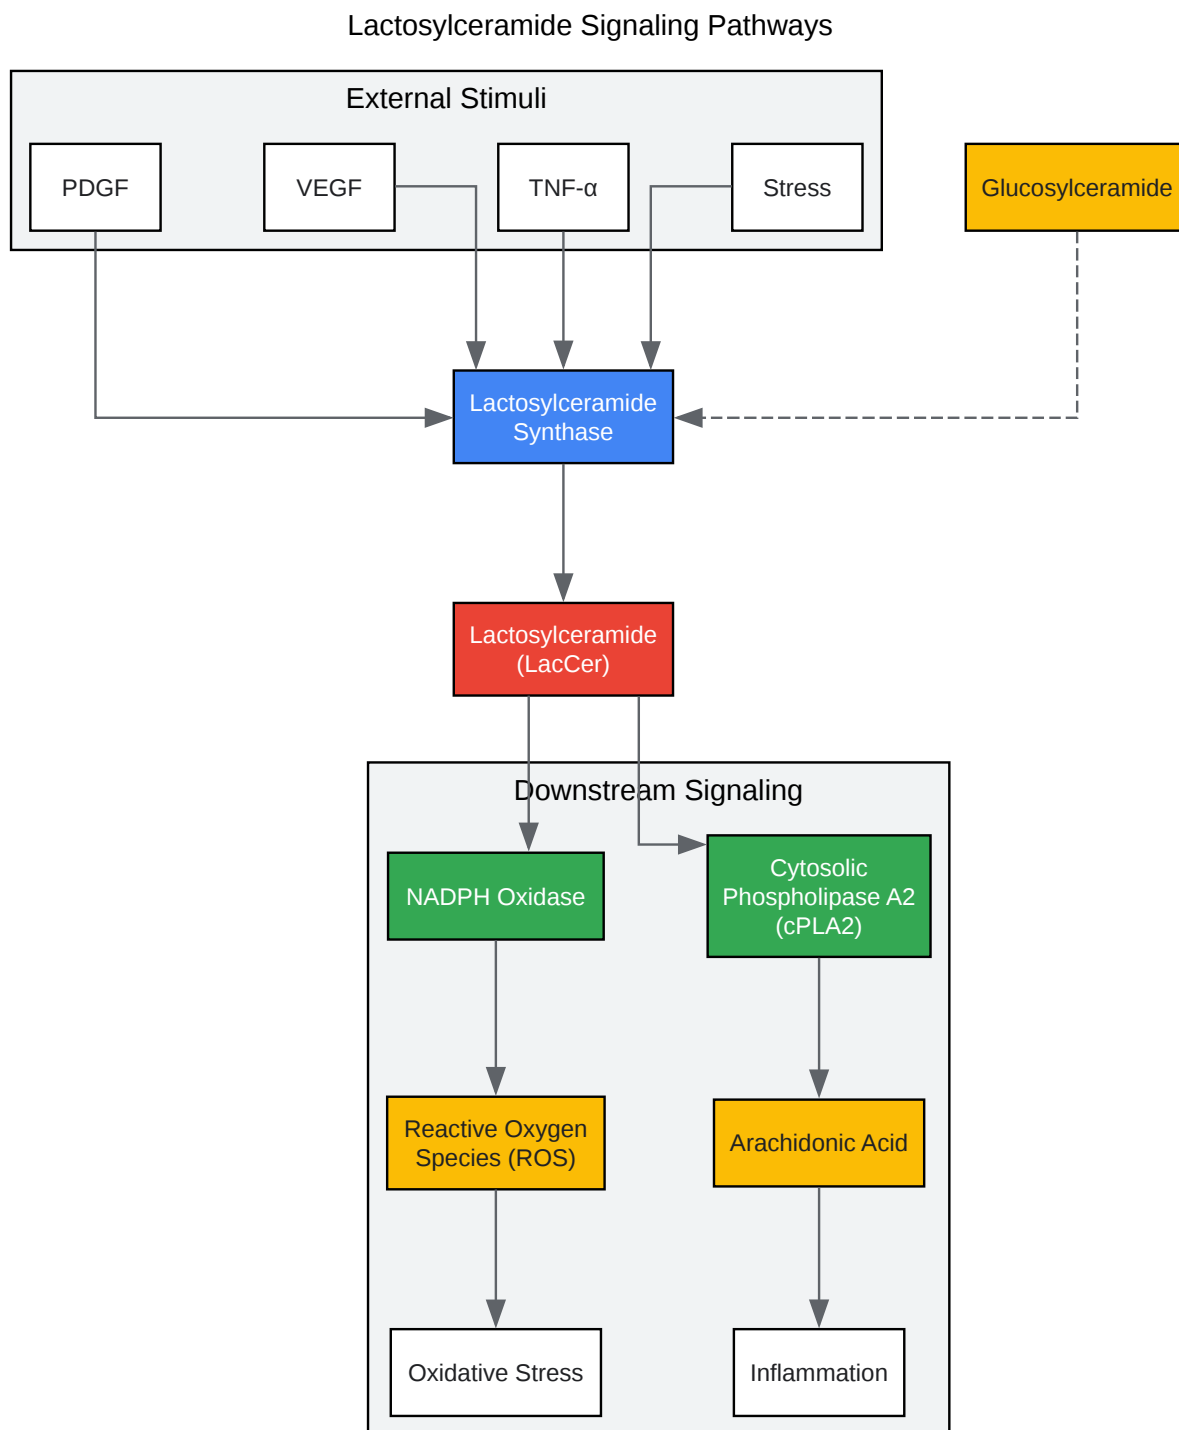 Lactosylceramide Signaling Pathways
External Stimuli
PDGF
VEGF
TNF-α
Stress
Glucosylceramide
Lactosylceramide
Synthase
Lactosylceramide
(LacCer)
Downstream Signaling
NADPH Oxidase
Cytosolic
Phospholipase A2
(cPLA2)
Reactive Oxygen
Species (ROS)
Arachidonic Acid
Oxidative Stress
Inflammation